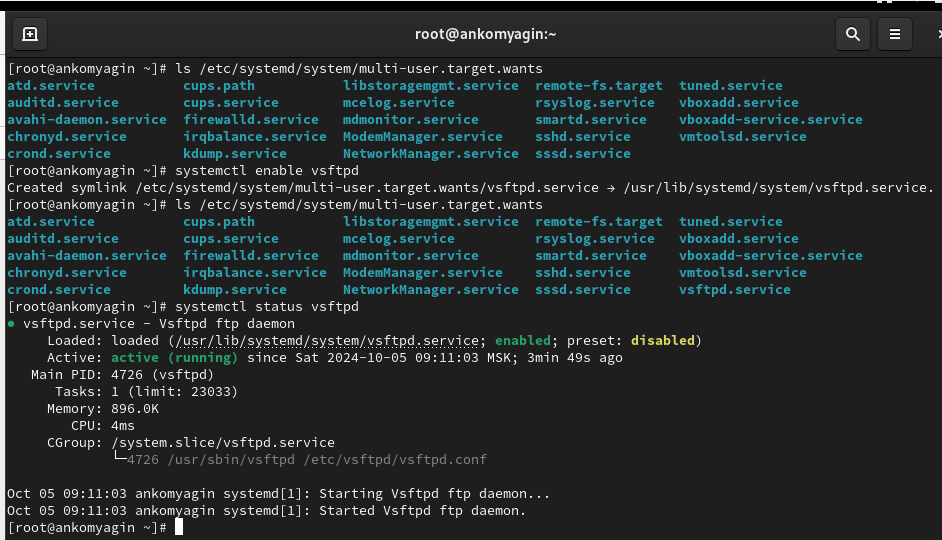 root@ankomyagin:~
[root@ankomyagin ~]# ls /etc/systemd/system/multi-user.target.wants
atd.service cups.path libstoragemgmt.service remote-fs.target tuned.service
auditd.service cups.service mcelog.service rsyslog.service vboxadd.service
avahi-daemon.service firewalld.service mdmonitor.service smartd.service vboxadd-service.service
chronyd.service irqbalance.service ModemManager.service sshd.service vmtoolsd.service
crond.service kdump.service NetworkManager.service sssd.service
[root@ankomyagin ~]# systemctl enable vsftpd
Created symlink /etc/systemd/system/multi-user.target.wants/vsftpd.service → /usr/lib/systemd/system/vsftpd.service.
[root@ankomyagin ~]# ls /etc/systemd/system/multi-user.target.wants
atd.service cups.path libstoragemgmt.service remote-fs.target tuned.service
auditd.service cups.service mcelog.service rsyslog.service vboxadd.service
avahi-daemon.service firewalld.service mdmonitor.service smartd.service vboxadd-service.service
chronyd.service irqbalance.service ModemManager.service sshd.service vmtoolsd.service
crond.service kdump.service NetworkManager.service sssd.service vsftpd.service
[root@ankomyagin ~]# systemctl status vsftpd
● vsftpd.service - Vsftpd ftp daemon
Loaded: loaded (/usr/lib/systemd/system/vsftpd.service; enabled; preset: disabled)
Active: active (running) since Sat 2024-10-05 09:11:03 MSK; 3min 49s ago
Main PID: 4726 (vsftpd)
Tasks: 1 (limit: 23033)
Memory: 896.0K
CPU: 4ms
CGroup: /system.slice/vsftpd.service
└─4726 /usr/sbin/vsftpd /etc/vsftpd/vsftpd.conf
Oct 05 09:11:03 ankomyagin systemd[1]: Starting Vsftpd ftp daemon...
Oct 05 09:11:03 ankomyagin systemd[1]: Started Vsftpd ftp daemon.
[root@ankomyagin ~]#